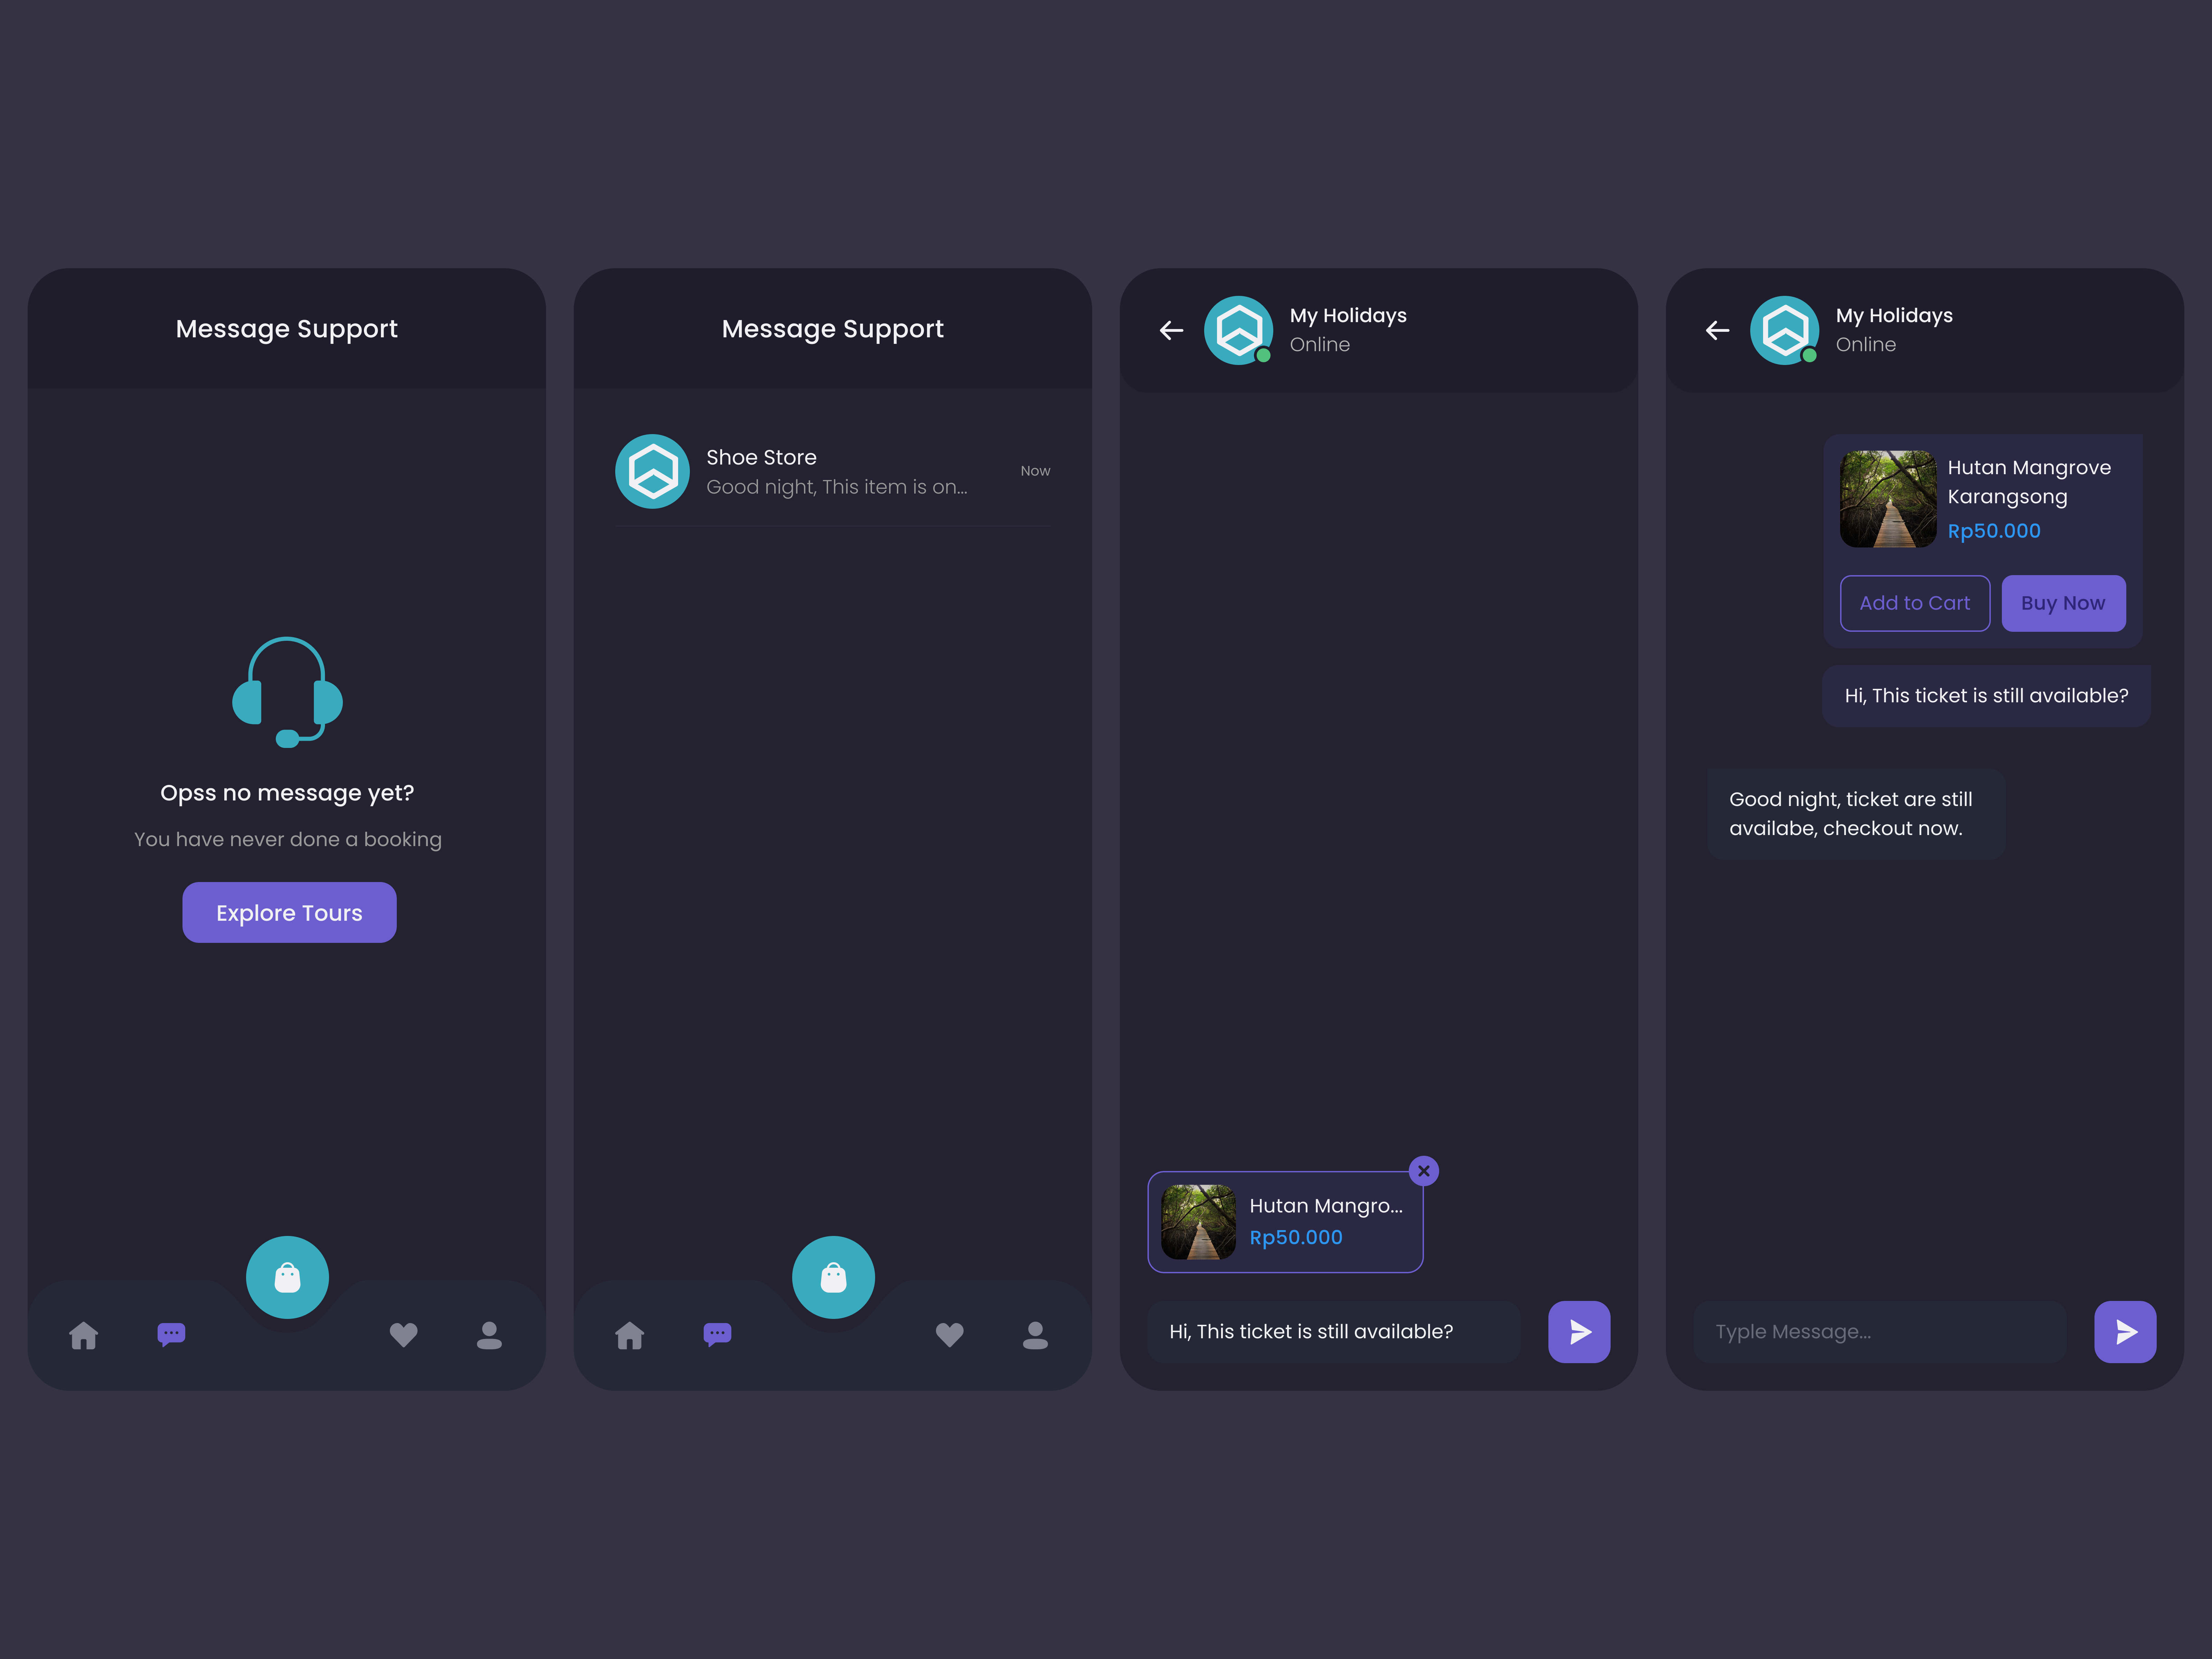 Message Support
Opss no message yet?
You have never done a booking
Explore Tours
Message Support
Shoe Store
Good night, This item is on...
Now
My Holidays
Online
Hutan Mangro...
Rp50.000
Hi, This ticket is still available?
My Holidays
Online
Hutan Mangrove
Karangsong
Rp50.000
Add to Cart
Buy Now
Hi, This ticket is still available?
Good night, ticket are still
availabe, checkout now.
Typle Message...